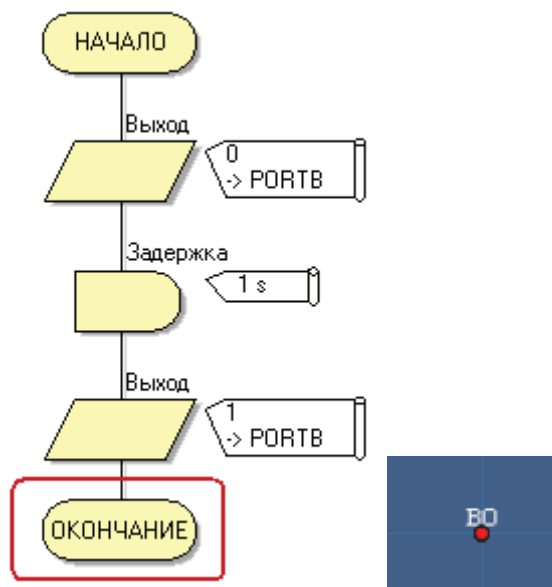 НАЧАЛО
Выход
0
-> PORTB
Задержка
1 s
Выход
1
-> PORTB
ОКОНЧАНИЕ
B0